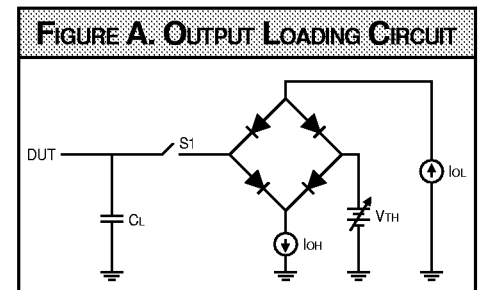 FIGURE A. OUTPUT LOADING CIRCUIT
DUT
S1
CL
IOH
VTH
IOL